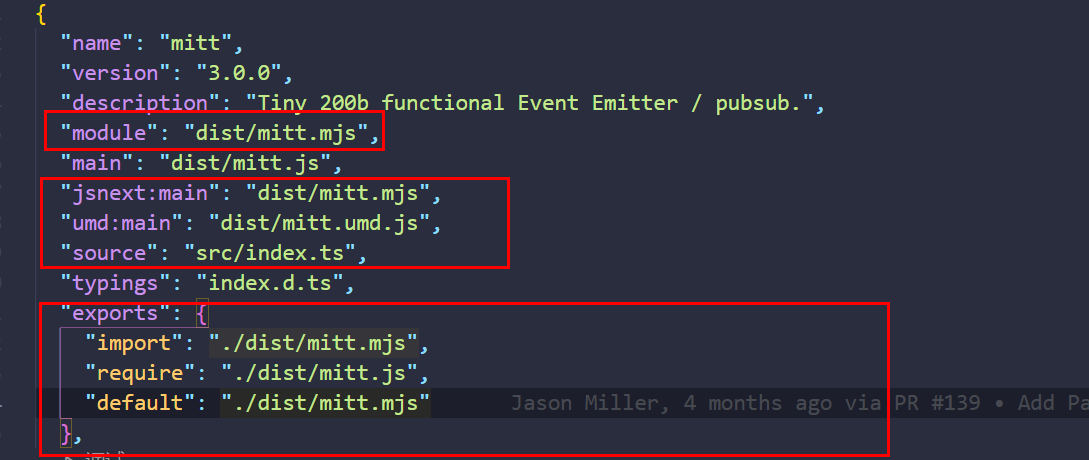 {
"name": "mitt",
"version": "3.0.0",
"description": "Tiny 200b functional Event Emitter / pubsub.",
"module": "dist/mitt.mjs",
"main": "dist/mitt.js",
"jsnext:main": "dist/mitt.mjs",
"umd:main": "dist/mitt.umd.js",
"source": "src/index.ts",
"typings": "index.d.ts",
"exports": {
"import": "./dist/mitt.mjs",
"require": "./dist/mitt.js",
"default": "./dist/mitt.mjs" Jason Miller, 4 months ago via PR #139 • Add Pa
},